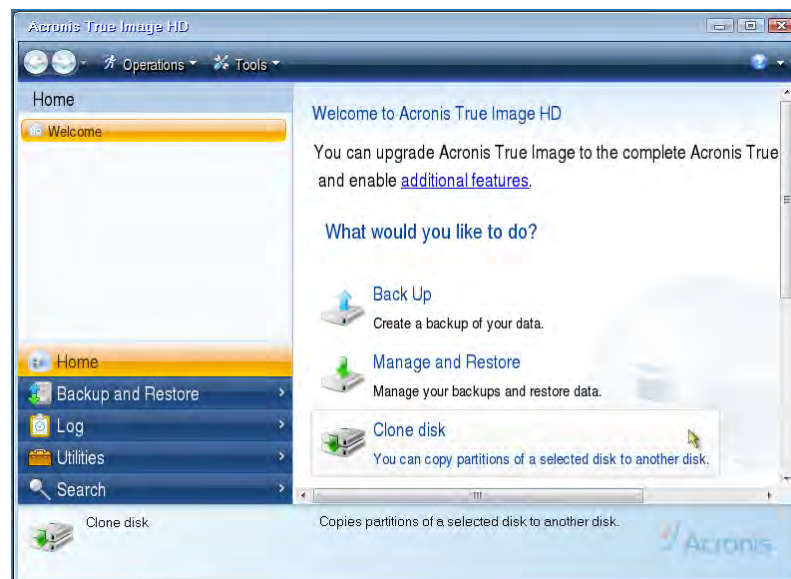 Acronis True Image HD
Operations Tools
Home
Welcome
Welcome to Acronis True Image HD
You can upgrade Acronis True Image to the complete Acronis True
and enable additional features.
What would you like to do?
Back Up
Create a backup of your data.
Manage and Restore
Manage your backups and restore data.
Clone disk
You can copy partitions of a selected disk to another disk.
Home
Backup and Restore
Log
Utilities
Search
Clone disk
Copies partitions of a selected disk to another disk.
Acronis